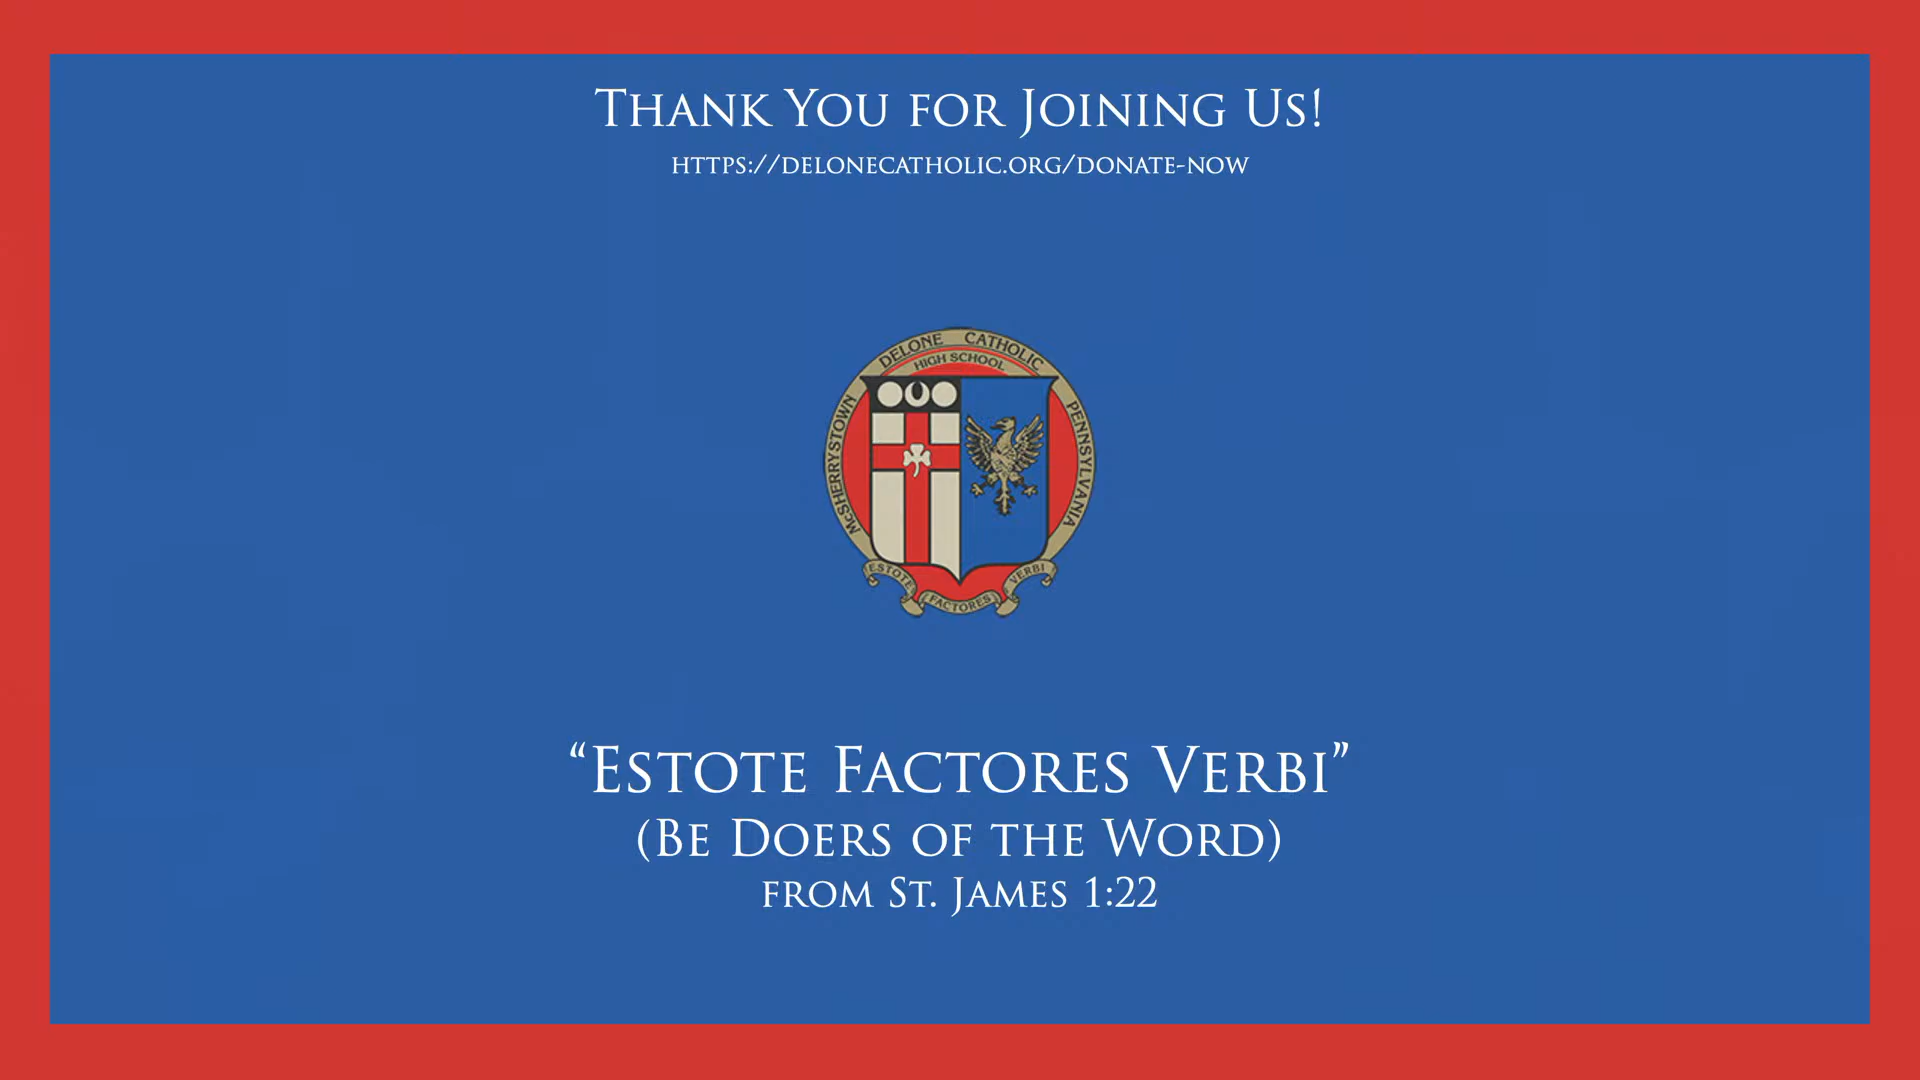 Thank You for Joining Us!
https://delonecatholic.org/donate-now
DELONE CATHOLIC
HIGH SCHOOL
McSHERRYSTOWN
PENNSYLVANIA
ESTOTE FACTORES VERBI
“Estote Factores Verbi”
(Be Doers of the Word)
from St. James 1:22